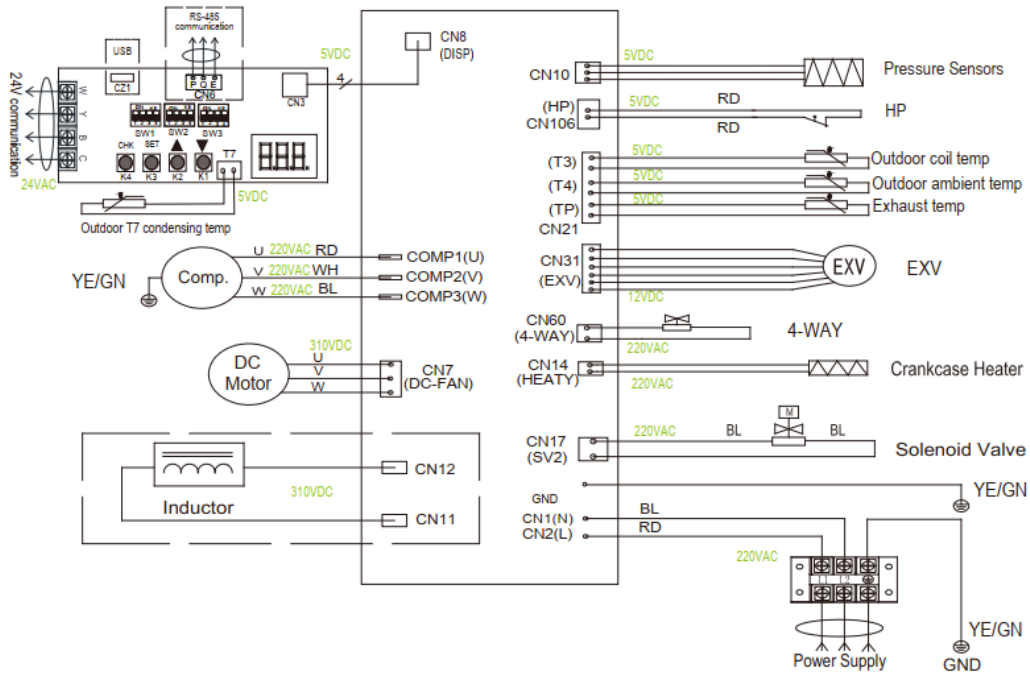 RS-485
communication
USB
CZ1
P Q E
CN6
5VDC
4
CN3
CN8
(DISP)
24V communication
W
Y
B
C
24VAC
ON KE
ON KE
ON KE
SW1
SW2
SW3
CHK
SET
K4
K3
K2
K1
T7
5VDC
Outdoor T7 condensing temp
YE/GN
Comp.
U 220VAC RD
COMP1(U)
V 220VAC WH
COMP2(V)
W 220VAC BL
COMP3(W)
DC
Motor
310VDC
U
V
W
CN7
(DC-FAN)
Inductor
310VDC
CN12
CN11
CN10
5VDC
Pressure Sensors
(HP)
CN106
5VDC
RD
RD
HP
(T3)
5VDC
Outdoor coil temp
(T4)
5VDC
Outdoor ambient temp
(TP)
5VDC
Exhaust temp
CN21
CN31
(EXV)
12VDC
EXV
EXV
CN60
(4-WAY)
220VAC
4-WAY
CN14
(HEATY)
220VAC
Crankcase Heater
CN17
(SV2)
220VAC
BL
M
BL
Solenoid Valve
GND
YE/GN
CN1(N)
BL
CN2(L)
RD
220VAC
L1
L2
Power Supply
YE/GN
GND